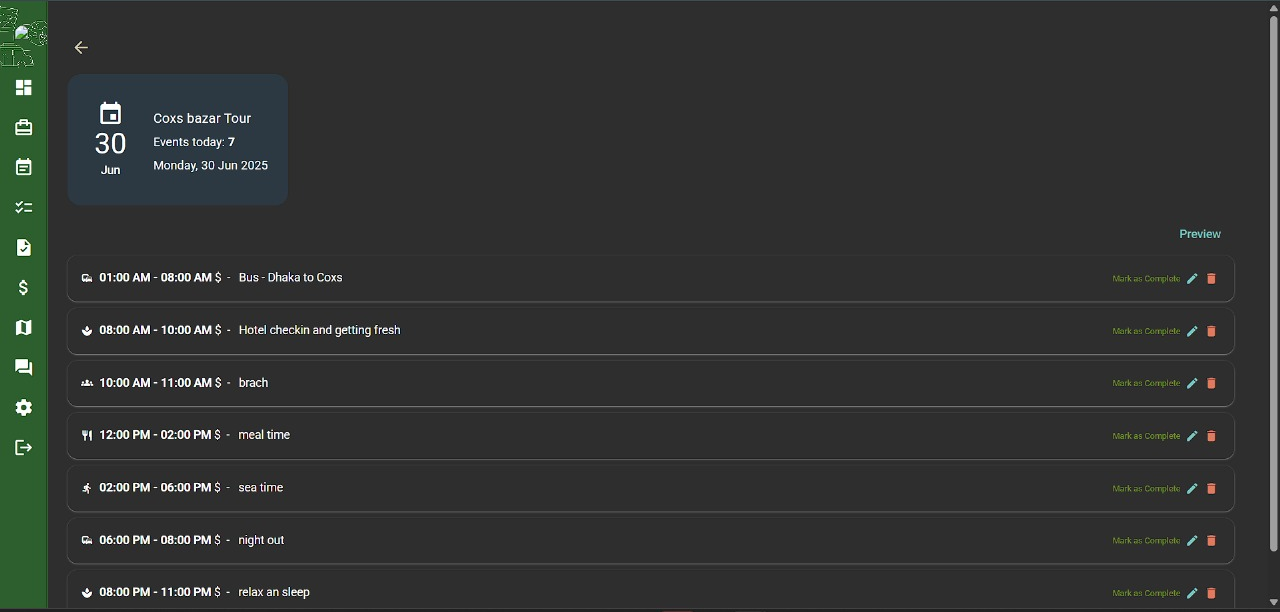 Coxs bazar Tour
30
Events today: 7
Jun
Monday, 30 Jun 2025
Preview
01:00 AM - 08:00 AM $ - Bus - Dhaka to Coxs Mark as Complete
08:00 AM - 10:00 AM $ - Hotel checkin and getting fresh Mark as Complete
10:00 AM - 11:00 AM $ - brach Mark as Complete
12:00 PM - 02:00 PM $ - meal time Mark as Complete
02:00 PM - 06:00 PM $ - sea time Mark as Complete
06:00 PM - 08:00 PM $ - night out Mark as Complete
08:00 PM - 11:00 PM $ - relax an sleep Mark as Complete